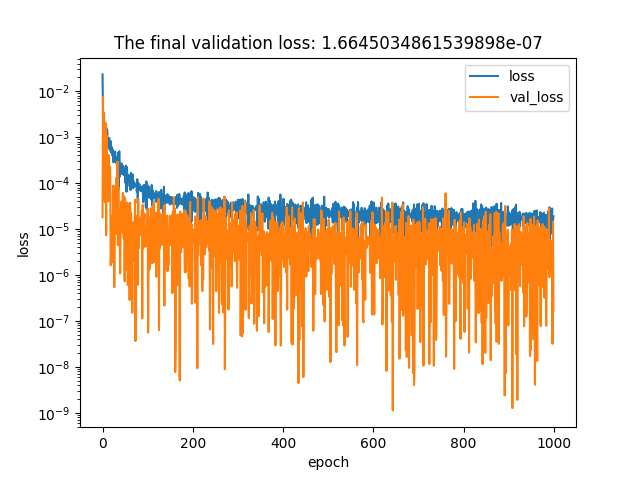 The final validation loss: 1.6645034861539898e-07
loss
val_loss
10⁻²
10⁻³
10⁻⁴
10⁻⁵
10⁻⁶
10⁻⁷
10⁻⁸
10⁻⁹
loss
0 200 400 600 800 1000
epoch